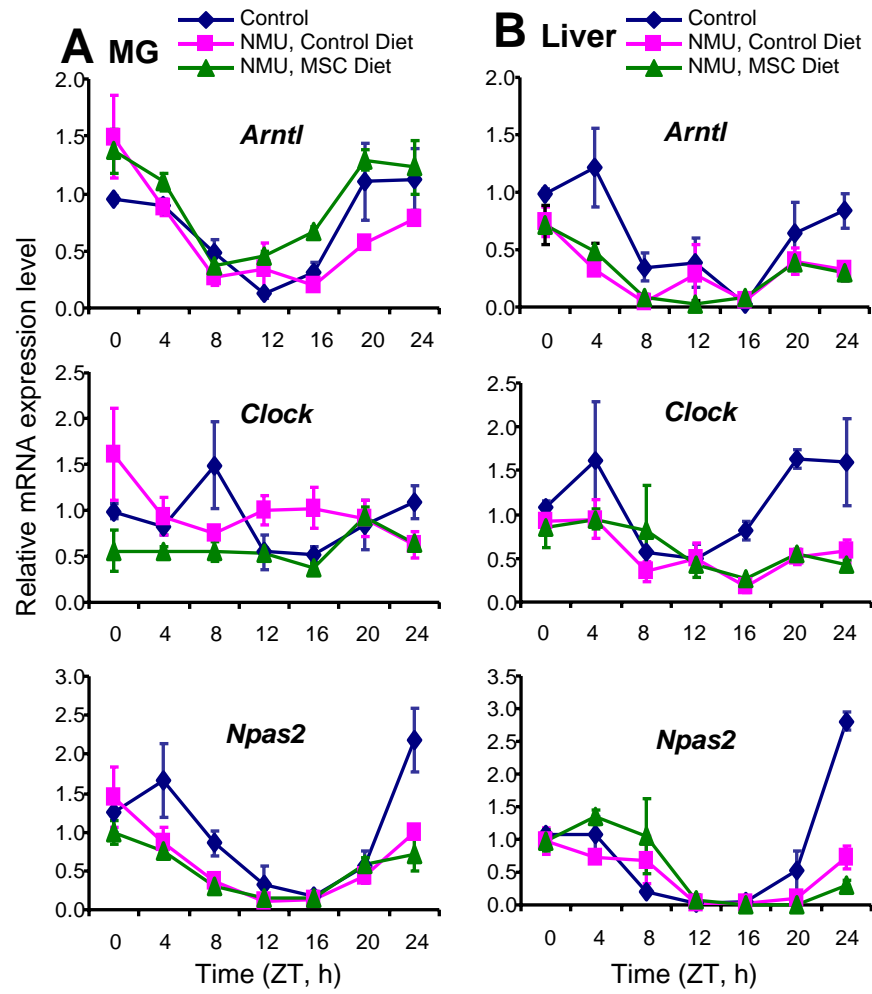 A MG
Control
NMU, Control Diet
NMU, MSC Diet
B Liver
Control
NMU, Control Diet
NMU, MSC Diet
Relative mRNA expression level
Arntl
2.0
1.5
1.0
0.5
0.0
0 4 8 12 16 20 24
Arntl
2.0
1.5
1.0
0.5
0.0
0 4 8 12 16 20 24
Clock
2.5
2.0
1.5
1.0
0.5
0.0
0 4 8 12 16 20 24
Clock
2.5
2.0
1.5
1.0
0.5
0.0
0 4 8 12 16 20 24
Npas2
3.0
2.5
2.0
1.5
1.0
0.5
0.0
0 4 8 12 16 20 24
Time (ZT, h)
Npas2
3.5
3.0
2.5
2.0
1.5
1.0
0.5
0.0
0 4 8 12 16 20 24
Time (ZT, h)